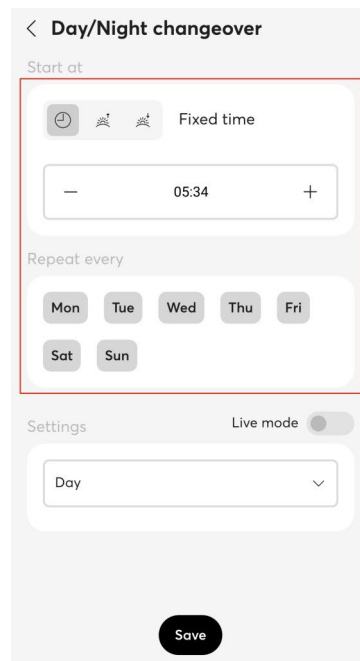 Day/Night changeover
Start at
Fixed time
05:34
Repeat every
Mon Tue Wed Thu Fri
Sat Sun
Settings Live mode
Day
Save